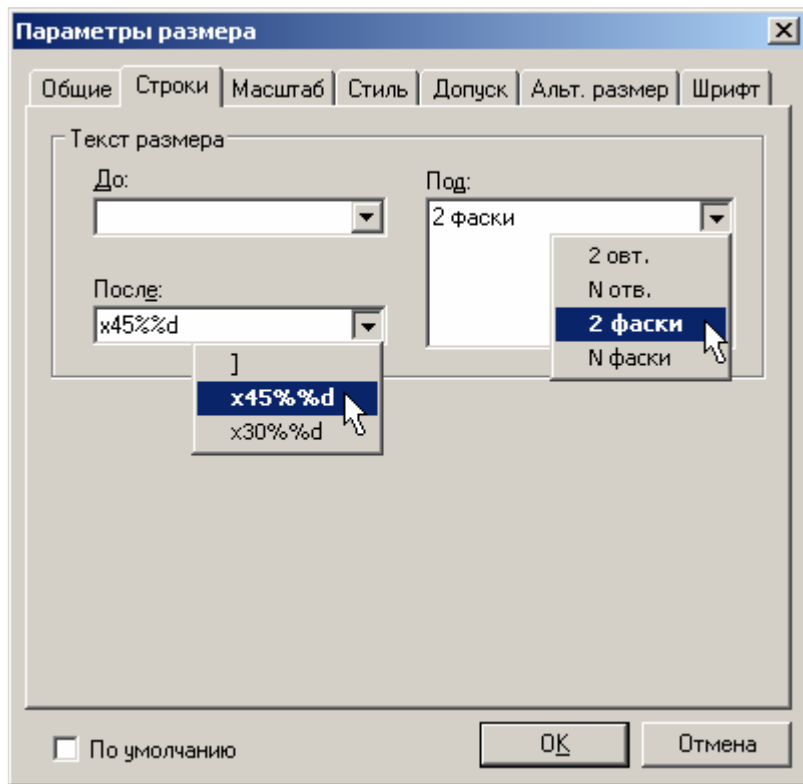 Параметры размера
Общие Строки Масштаб Стиль Допуск Альт. размер Шрифт
Текст размера
До:
Под:
2 фаски
2 овт.
N отв.
2 фаски
N фаски
После:
x45%%d
]
x45%%d
x30%%d
По умолчанию
OK
Отмена